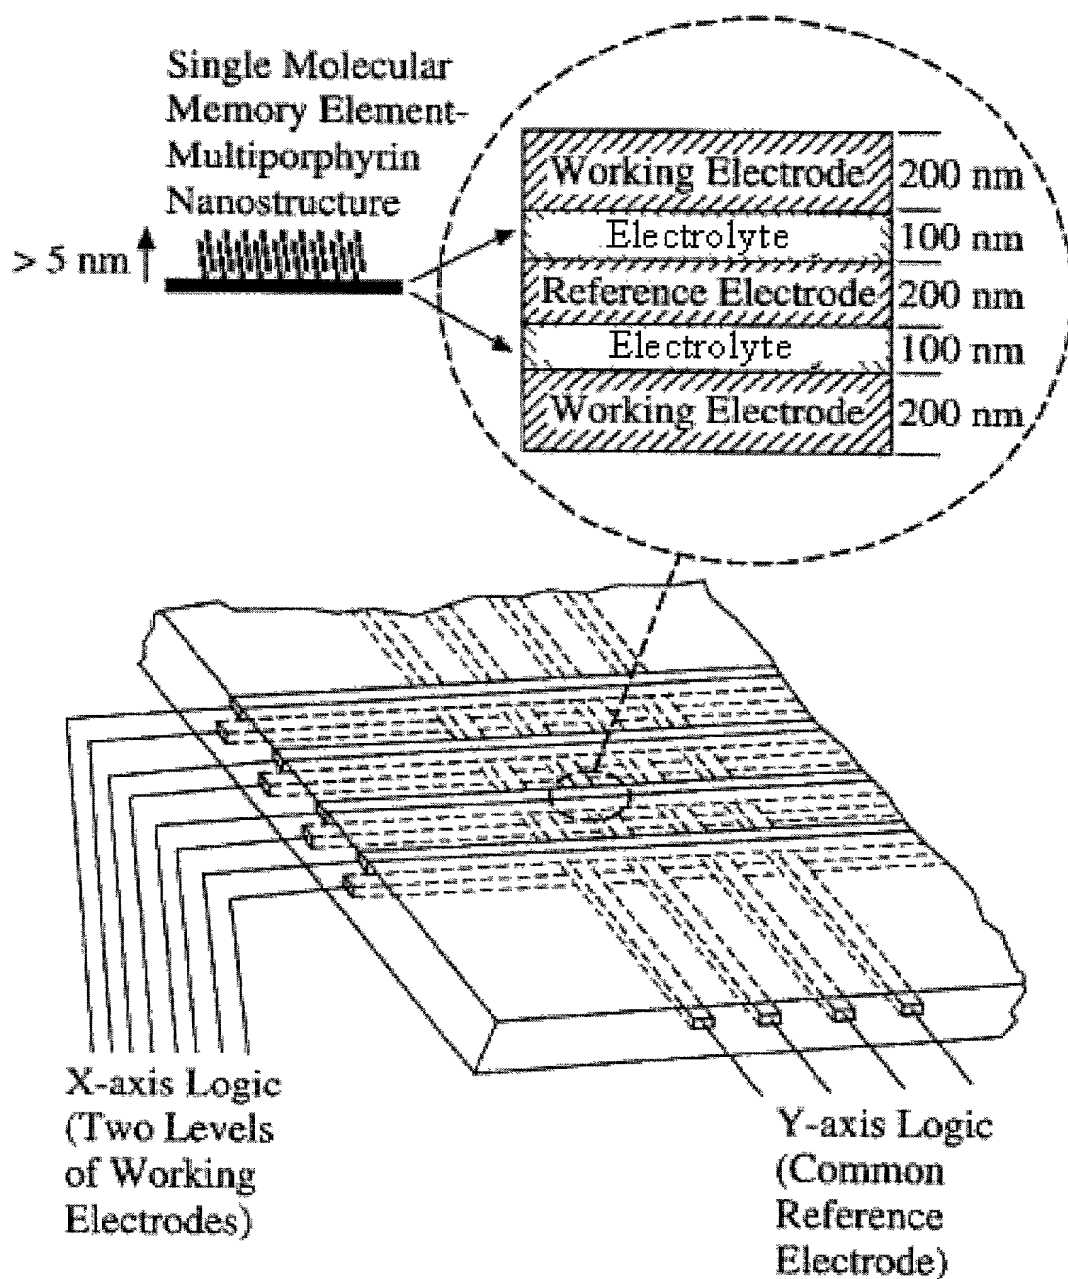 Single Molecular
Memory Element-
Multiporphyrin
Nanostructure
> 5 nm
Working Electrode 200 nm
Electrolyte 100 nm
Reference Electrode 200 nm
Electrolyte 100 nm
Working Electrode 200 nm
X-axis Logic
(Two Levels
of Working
Electrodes)
Y-axis Logic
(Common
Reference
Electrode)